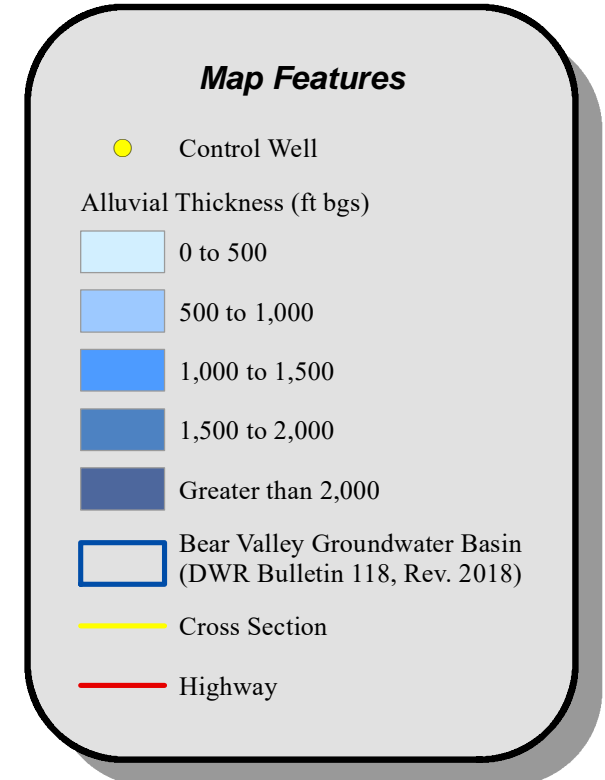 Map Features
Control Well
Alluvial Thickness (ft bgs)
0 to 500
500 to 1,000
1,000 to 1,500
1,500 to 2,000
Greater than 2,000
Bear Valley Groundwater Basin
(DWR Bulletin 118, Rev. 2018)
Cross Section
Highway